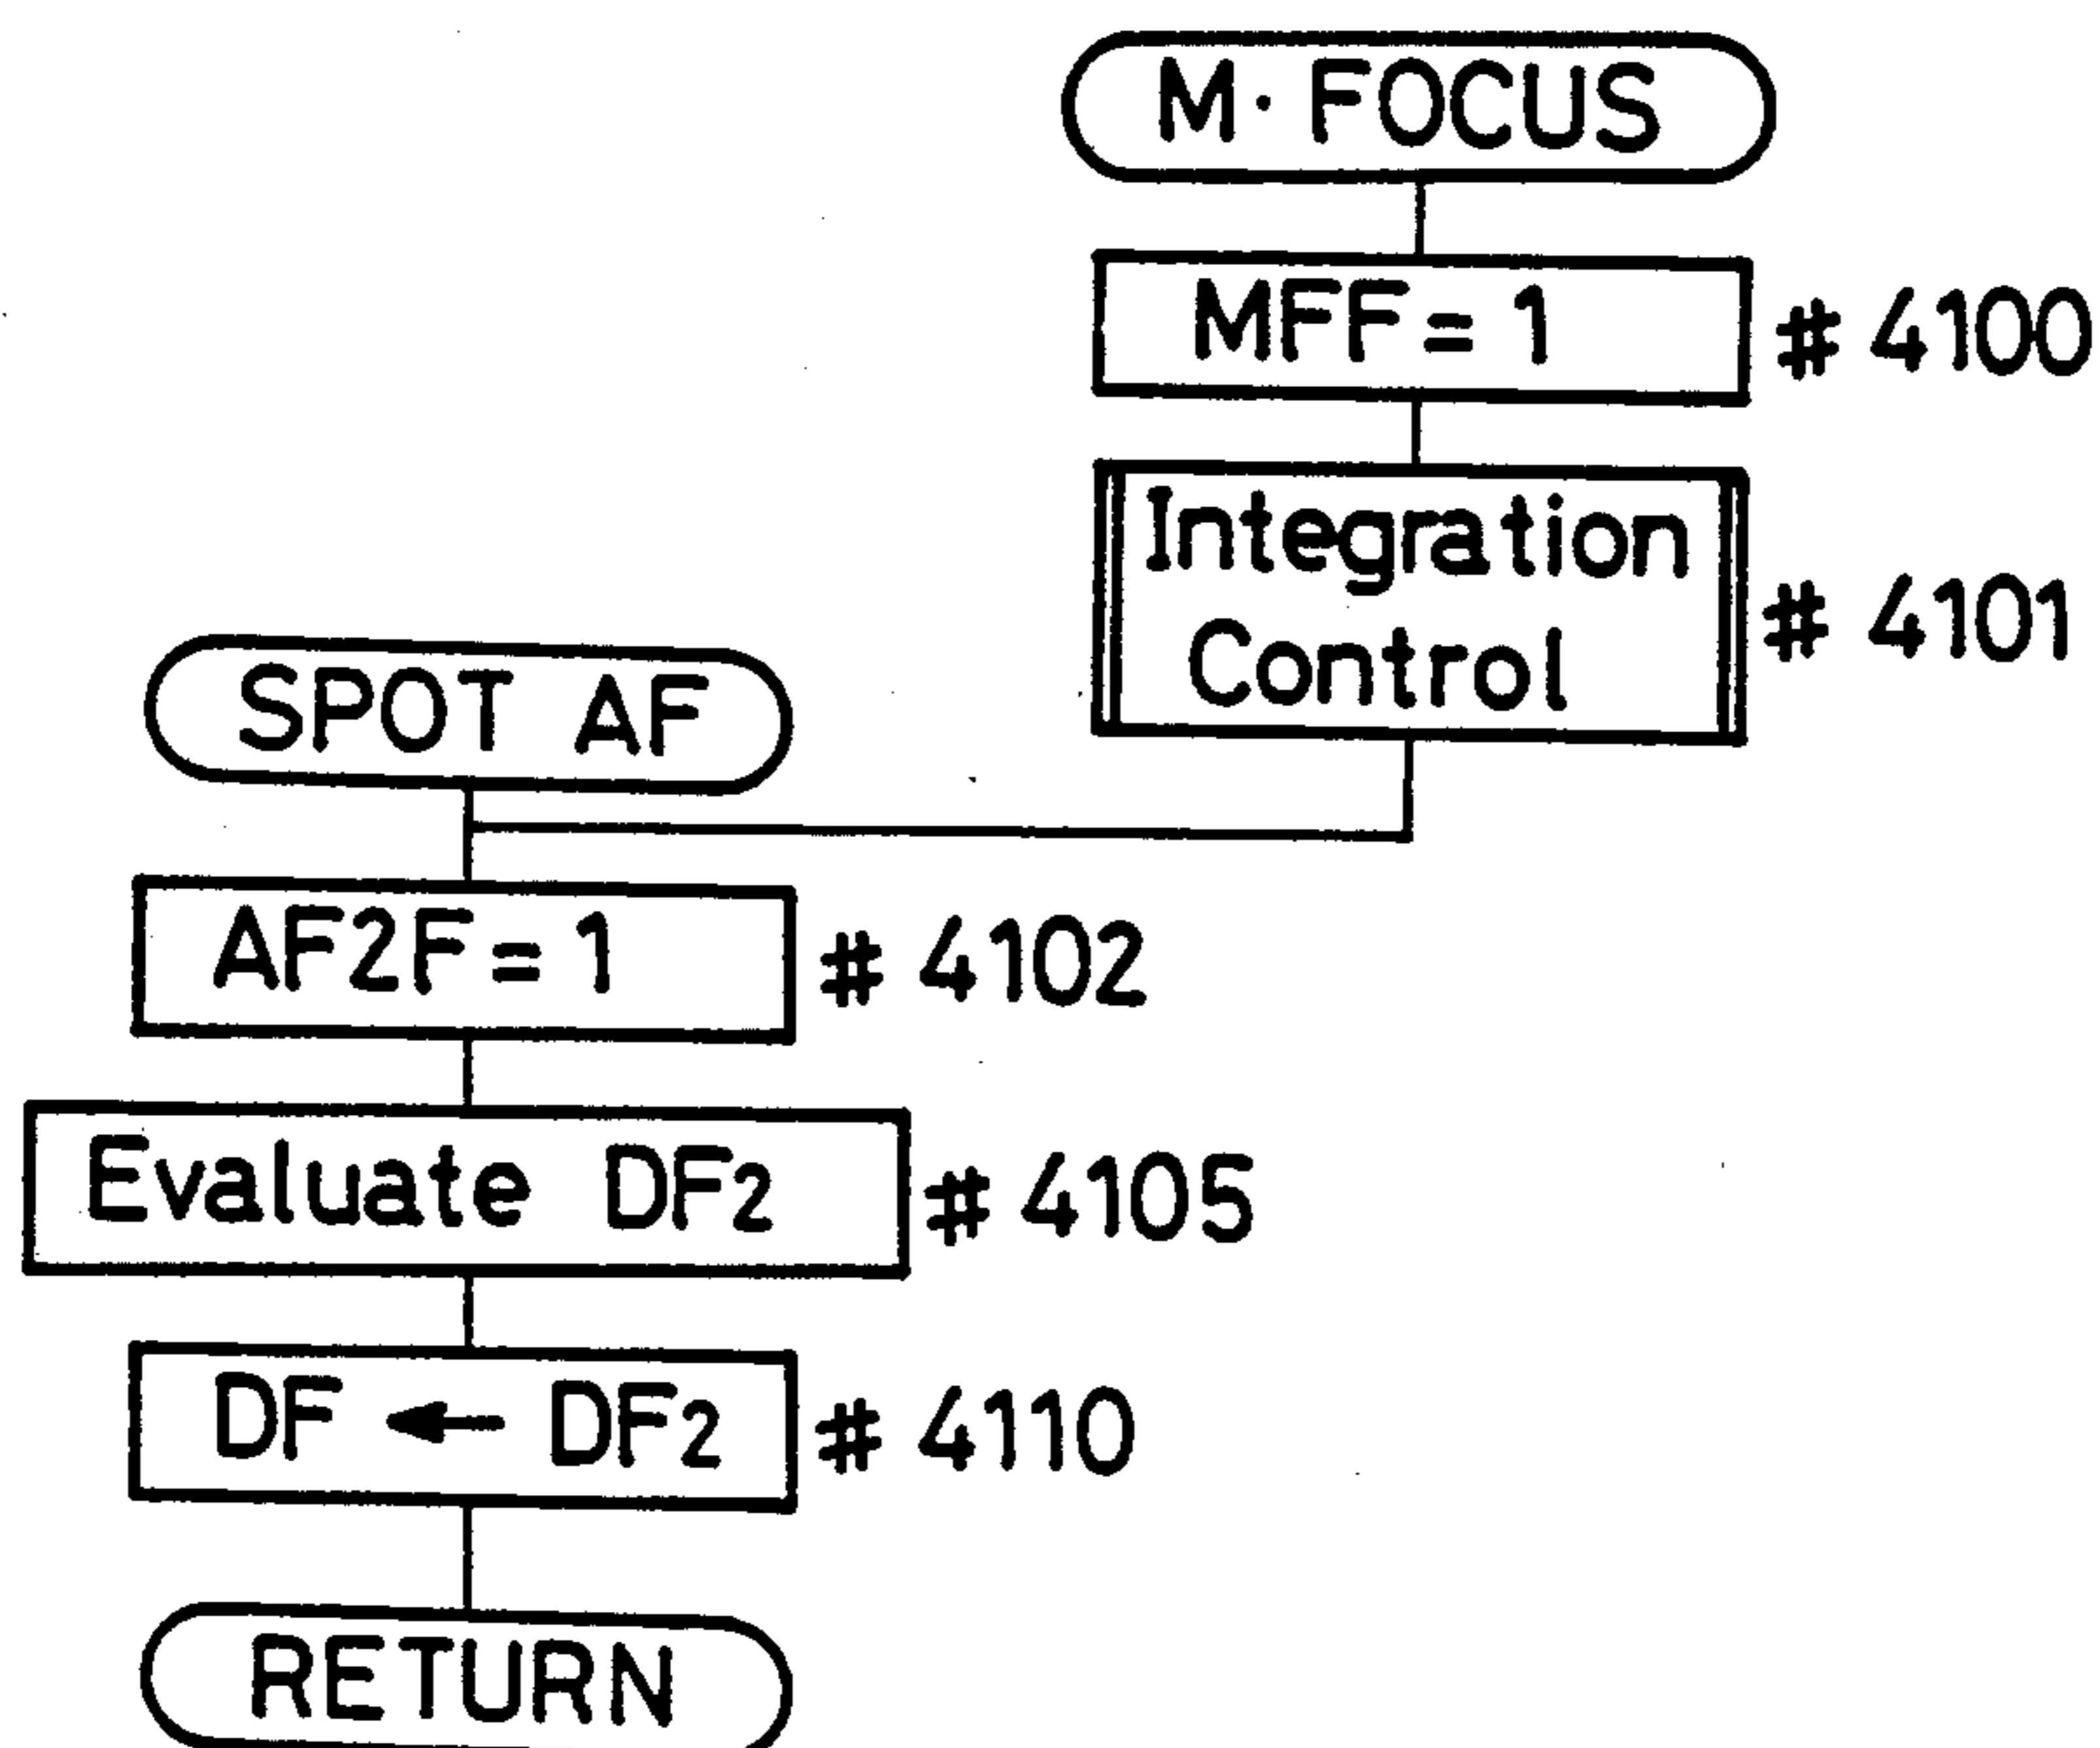 M· FOCUS
MFF=1 #4100
Integration
Control
#4101
SPOT AF
AF2F=1 #4102
Evaluate DF2 #4105
DF ← DF2 #4110
RETURN